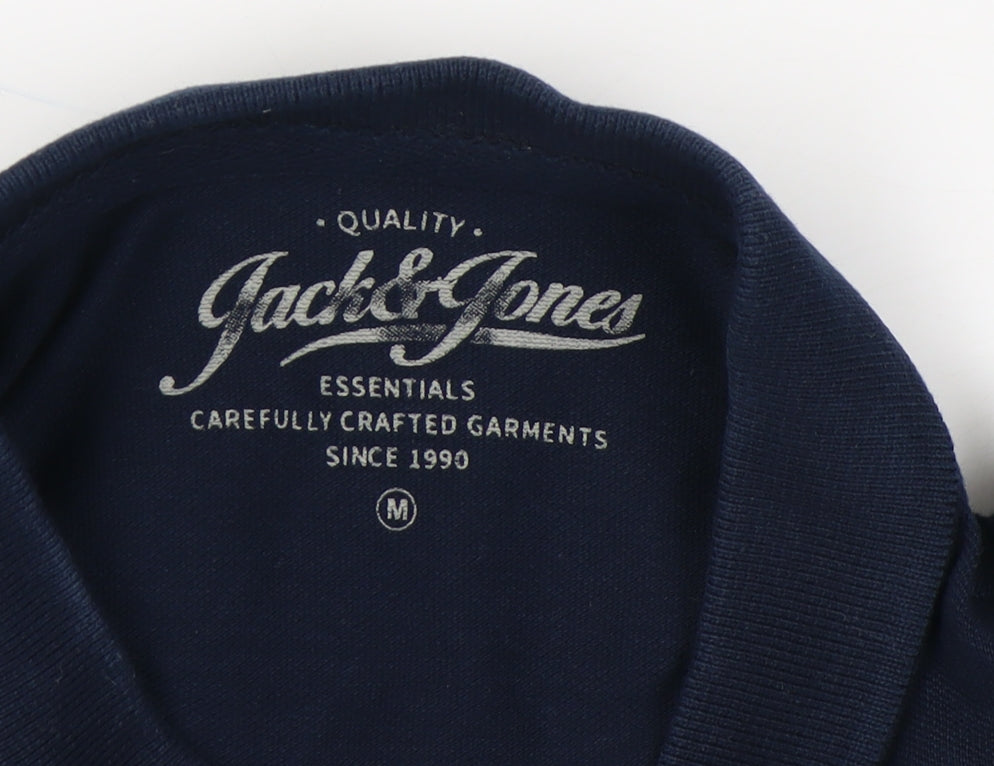 · QUALITY ·
Jack&Jones
ESSENTIALS
CAREFULLY CRAFTED GARMENTS
SINCE 1990
M